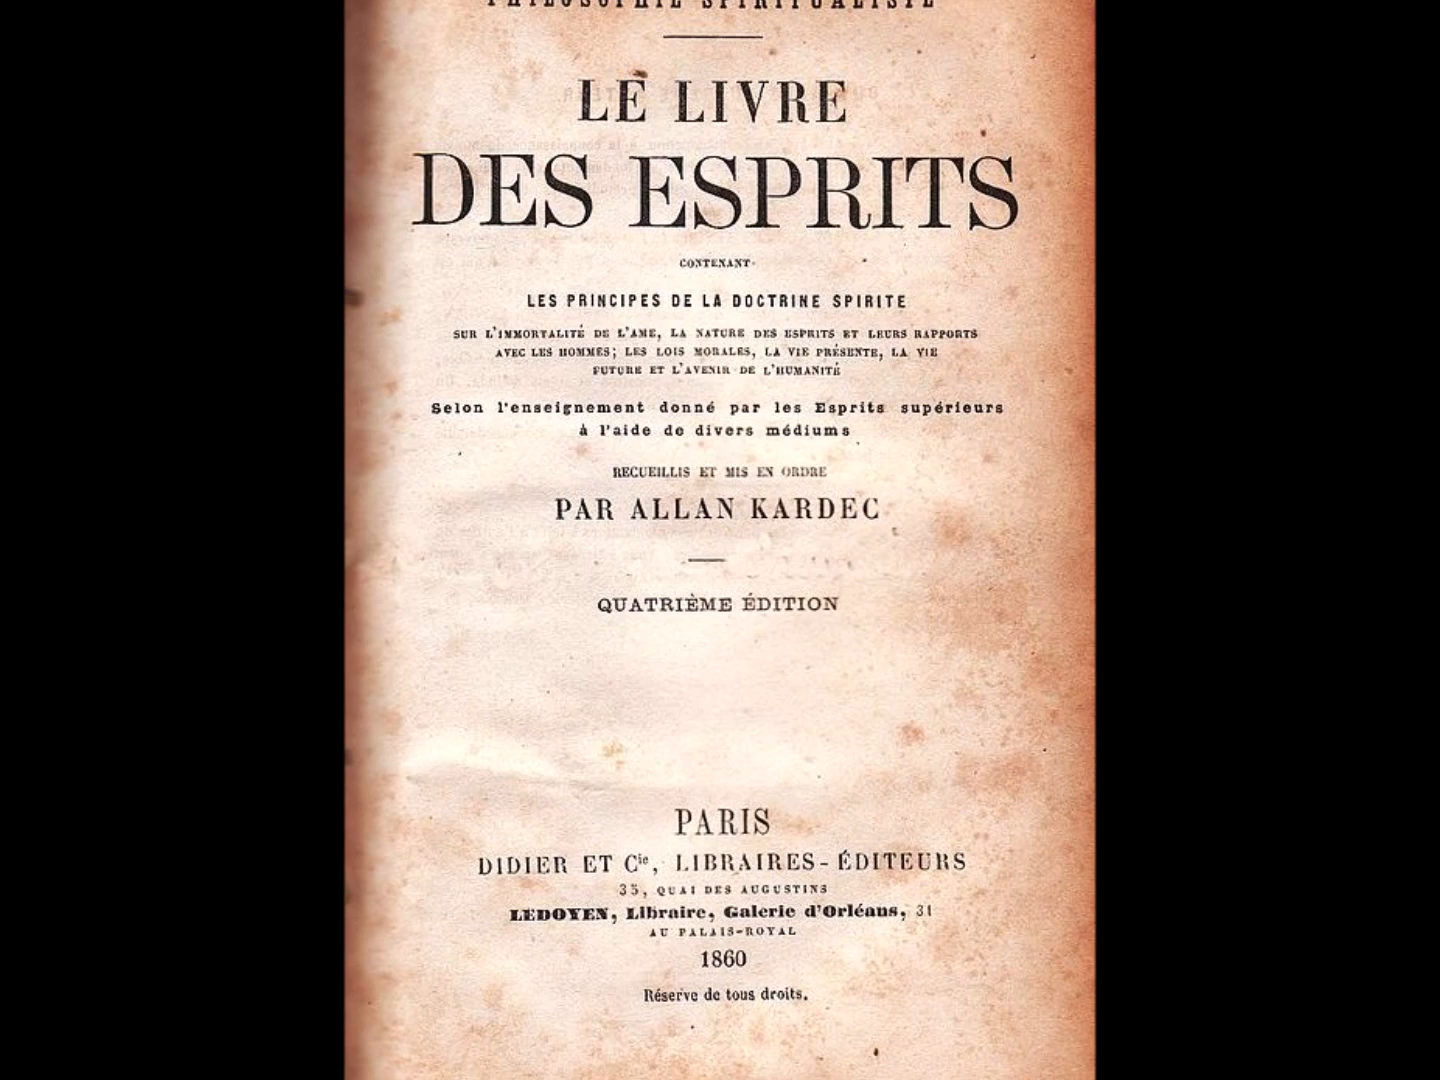 PHILOSOPHIE SPIRITUALISTE
LE LIVRE
DES ESPRITS
CONTENANT
LES PRINCIPES DE LA DOCTRINE SPIRITE
SUR L'IMMORTALITÉ DE L'AME, LA NATURE DES ESPRITS ET LEURS RAPPORTS
AVEC LES HOMMES; LES LOIS MORALES, LA VIE PRÉSENTE, LA VIE
FUTURE ET L'AVENIR DE L'HUMANITÉ
Selon l'enseignement donné par les Esprits supérieurs
à l'aide de divers médiums
RECUEILLIS ET MIS EN ORDRE
PAR ALLAN KARDEC
QUATRIÈME ÉDITION
PARIS
DIDIER ET Cie, LIBRAIRES-ÉDITEURS
35, QUAI DES AUGUSTINS
LEDOYEN, Libraire, Galerie d'Orléans, 31
AU PALAIS-ROYAL
1860
Réserve de tous droits.